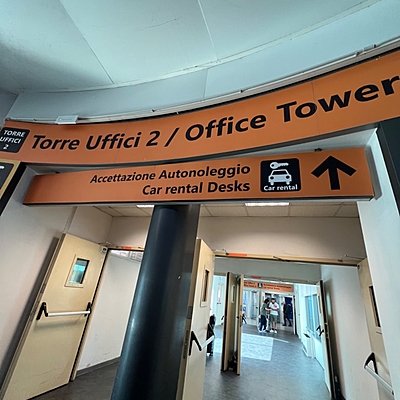 TORRE
UFFICI
2
Torre Uffici 2 / Office Tower
Accettazione Autonoleggio
Car rental Desks
Car rental